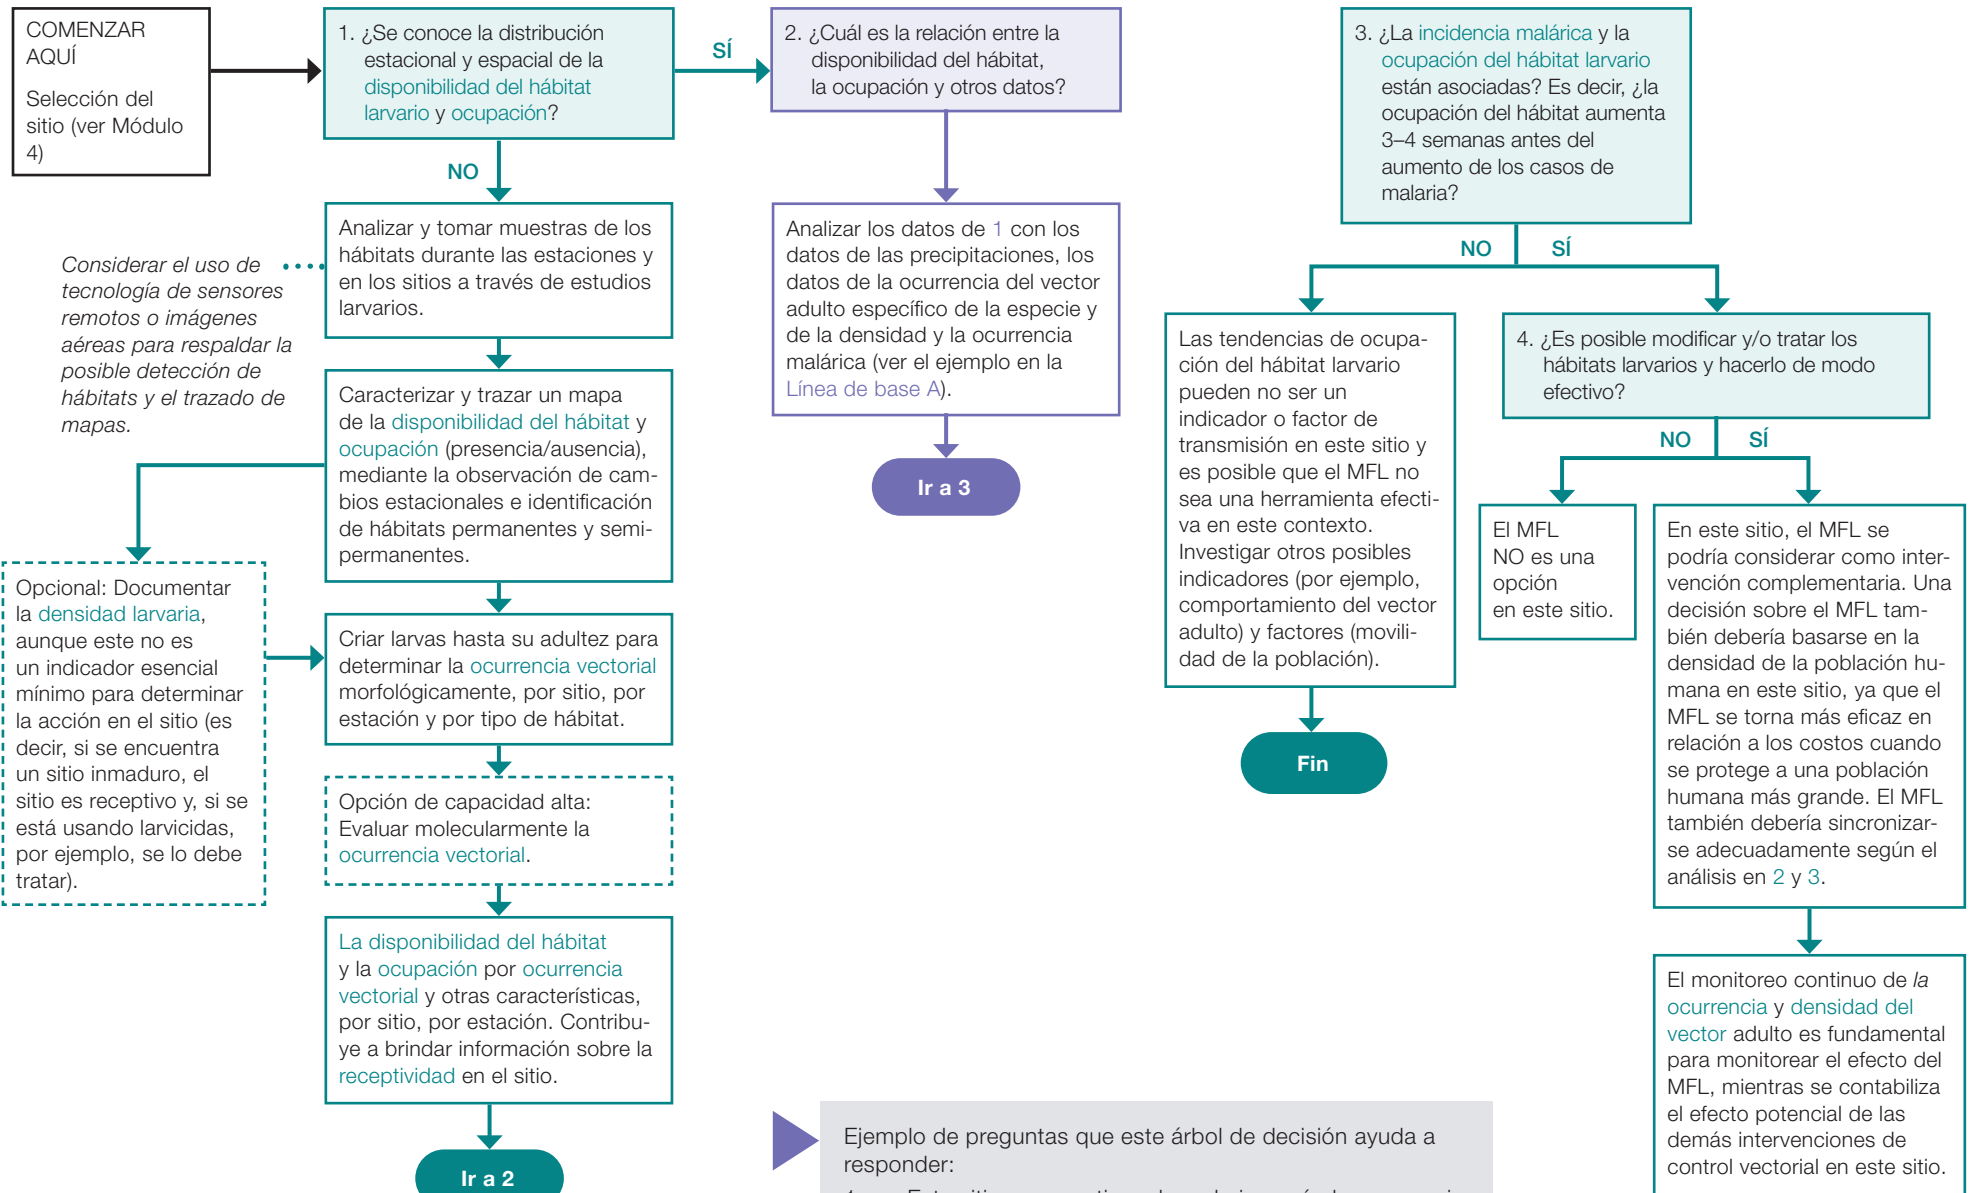 COMENZAR
AQUÍ
Selección del
sitio (ver Módulo
4)
1. ¿Se conoce la distribución
estacional y espacial de la
disponibilidad del hábitat
larvario y ocupación?
SÍ
NO
Analizar y tomar muestras de los
hábitats durante las estaciones y
en los sitios a través de estudios
larvarios.
Considerar el uso de
tecnología de sensores
remotos o imágenes
aéreas para respaldar la
posible detección de
hábitats y el trazado de
mapas.
Caracterizar y trazar un mapa
de la disponibilidad del hábitat y
ocupación (presencia/ausencia),
mediante la observación de cam-
bios estacionales e identificación
de hábitats permanentes y semi-
permanentes.
Opcional: Documentar
la densidad larvaria,
aunque este no es
un indicador esencial
mínimo para determinar
la acción en el sitio (es
decir, si se encuentra
un sitio inmaduro, el
sitio es receptivo y, si se
está usando larvicidas,
por ejemplo, se lo debe
tratar).
Criar larvas hasta su adultez para
determinar la ocurrencia vectorial
morfológicamente, por sitio, por
estación y por tipo de hábitat.
Opción de capacidad alta:
Evaluar molecularmente la
ocurrencia vectorial.
La disponibilidad del hábitat
y la ocupación por ocurrencia
vectorial y otras características,
por sitio, por estación. Contribu-
ye a brindar información sobre la
receptividad en el sitio.
Ir a 2
2. ¿Cuál es la relación entre la
disponibilidad del hábitat,
la ocupación y otros datos?
Analizar los datos de 1 con los
datos de las precipitaciones, los
datos de la ocurrencia del vector
adulto específico de la especie y
de la densidad y la ocurrencia
malárica (ver el ejemplo en la
Línea de base A).
Ir a 3
3. ¿La incidencia malárica y la
ocupación del hábitat larvario
están asociadas? Es decir, ¿la
ocupación del hábitat aumenta
3–4 semanas antes del
aumento de los casos de
malaria?
NO SÍ
Las tendencias de ocupa-
ción del hábitat larvario
pueden no ser un
indicador o factor de
transmisión en este sitio y
es posible que el MFL no
sea una herramienta efecti-
va en este contexto.
Investigar otros posibles
indicadores (por ejemplo,
comportamiento del vector
adulto) y factores (movili-
dad de la población).
Fin
4. ¿Es posible modificar y/o tratar los
hábitats larvarios y hacerlo de modo
efectivo?
NO SÍ
El MFL
NO es una
opción
en este sitio.
En este sitio, el MFL se
podría considerar como inter-
vención complementaria. Una
decisión sobre el MFL tam-
bién debería basarse en la
densidad de la población hu-
mana en este sitio, ya que el
MFL se torna más eficaz en
relación a los costos cuando
se protege a una población
humana más grande. El MFL
también debería sincronizar-
se adecuadamente según el
análisis en 2 y 3.
El monitoreo continuo de la
ocurrencia y densidad del
vector adulto es fundamental
para monitorear el efecto del
MFL, mientras se contabiliza
el efecto potencial de las
demás intervenciones de
control vectorial en este sitio.
Ejemplo de preguntas que este árbol de decisión ayuda a
responder: